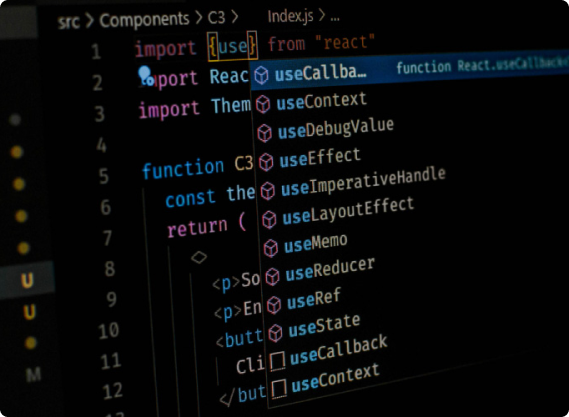 src > Components > C3 > Index.js > ...
1 import {use} from "react"
2 import Reac
3 import Them
4
5 function C3
6 const the
7 return (
8 <>
9 <p>So
10 <p>En
11 <butt
12 Cli
</but
useCallba… function React.useCallback<
useContext
useDebugValue
useEffect
useImperativeHandle
useLayoutEffect
useMemo
useReducer
useRef
useState
useCallback
useContext
U
U
M